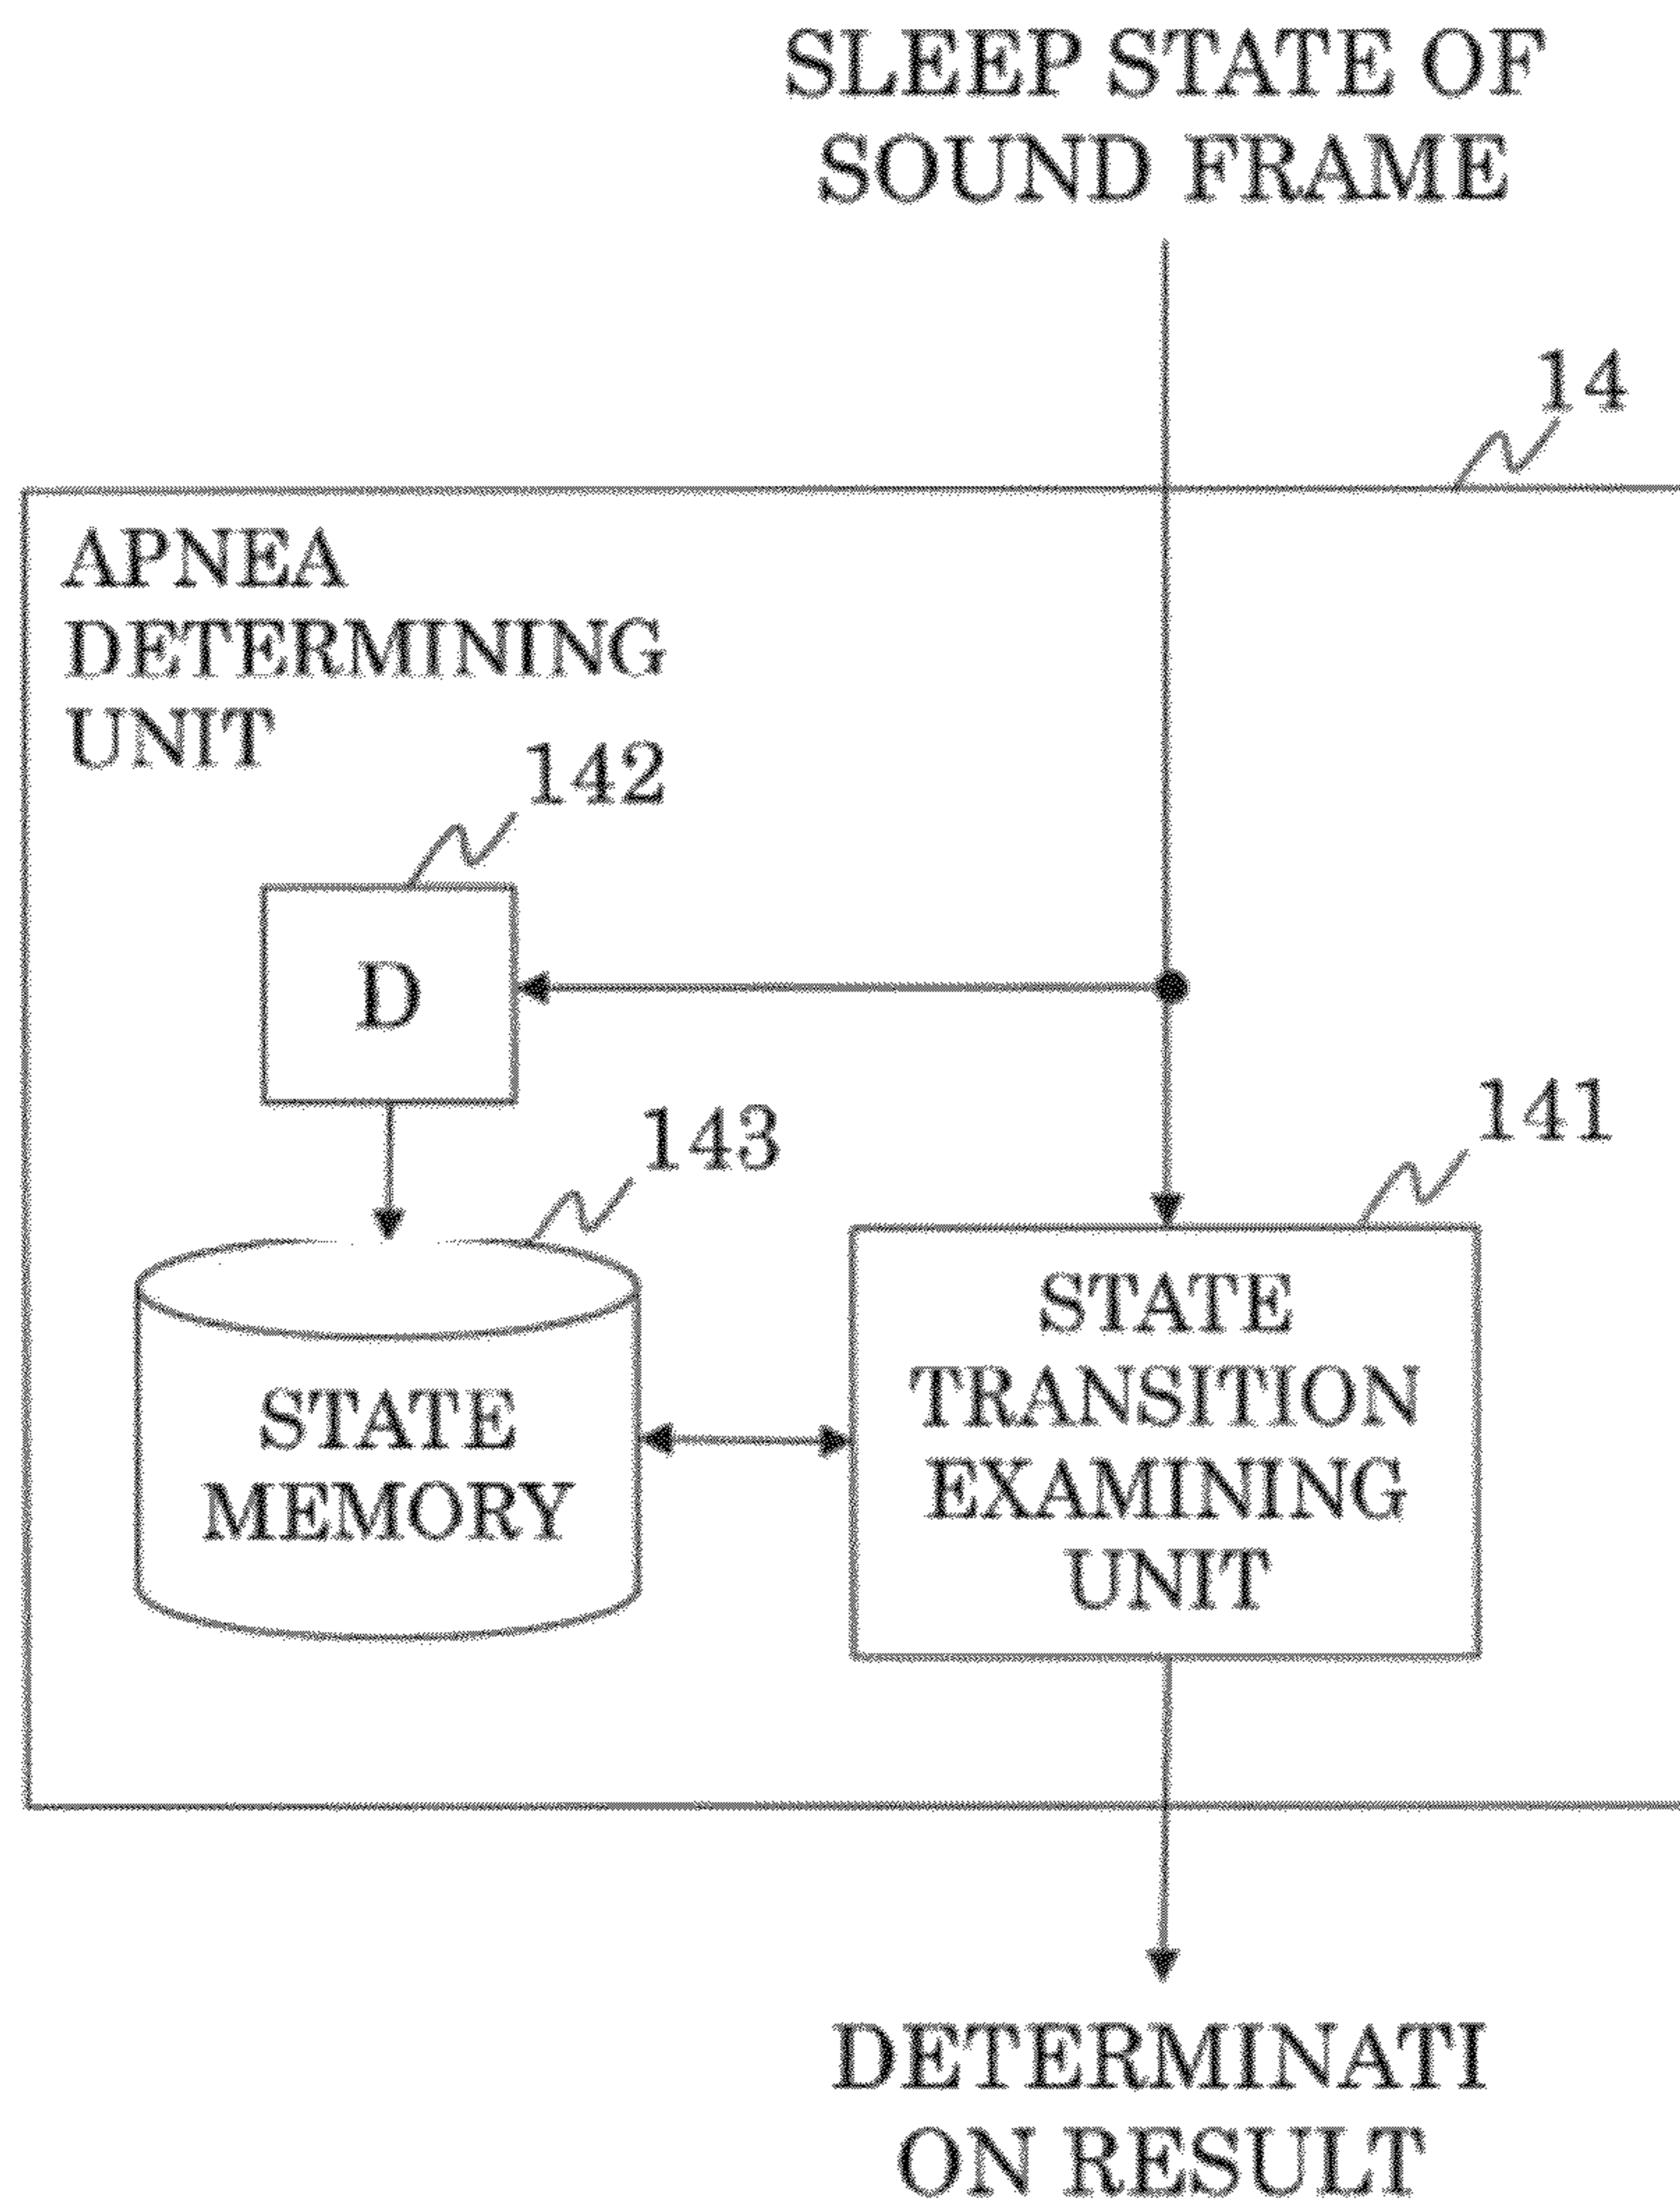 SLEEP STATE OF
SOUND FRAME
14
APNEA
DETERMINING
UNIT
142
D
143
141
STATE
MEMORY
STATE
TRANSITION
EXAMINING
UNIT
DETERMINATI
ON RESULT